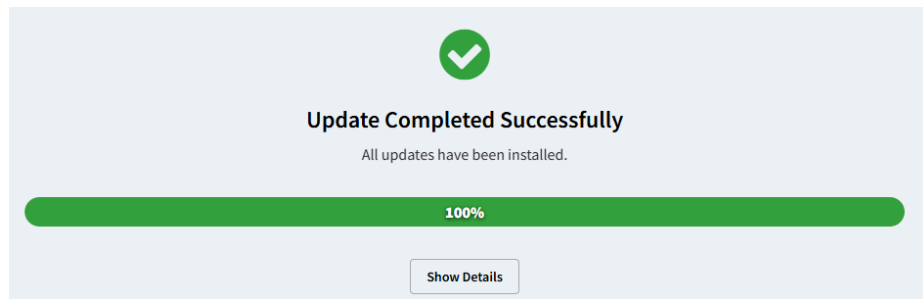 Update Completed Successfully
All updates have been installed.
100%
Show Details